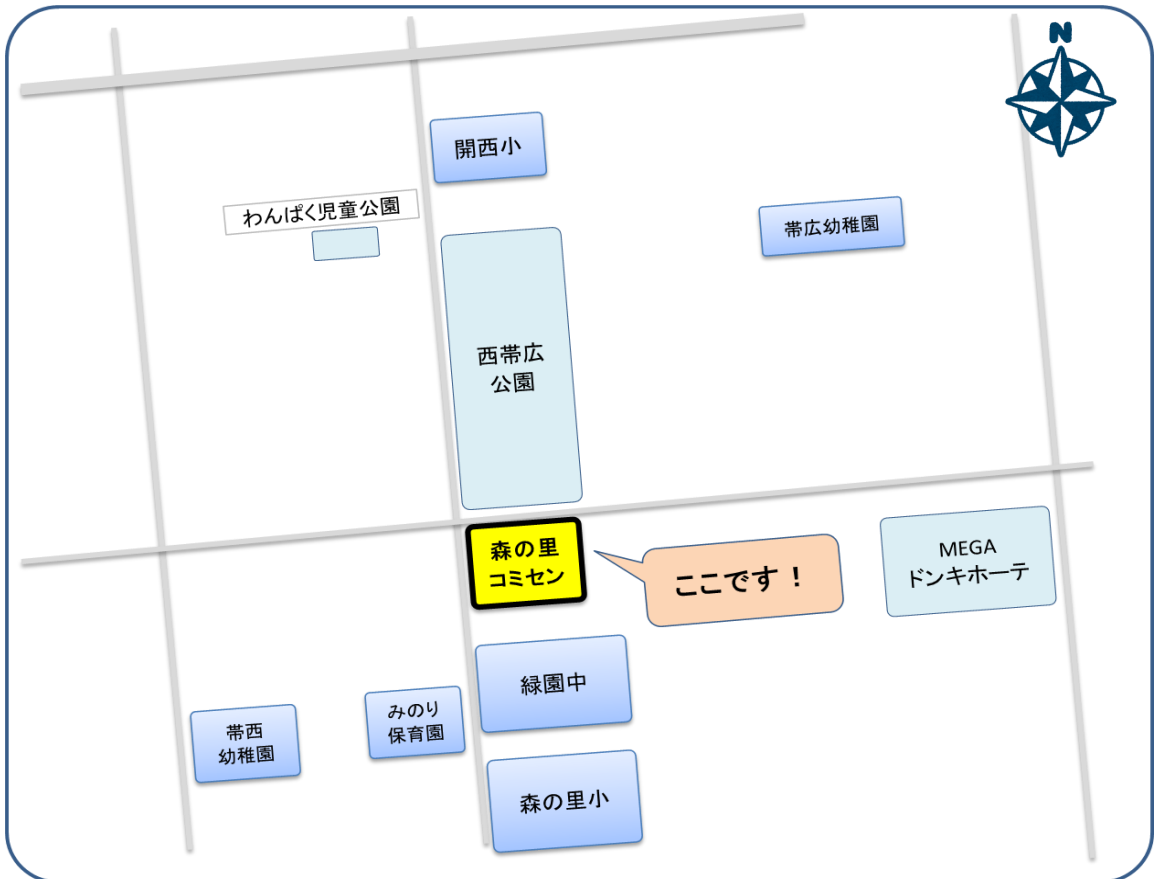 N
開西小
わんぱく児童公園
帯広幼稚園
西帯広
公園
森の里
コミセン
ここです！
MEGA
ドンキホーテ
緑園中
みのり
保育園
帯西
幼稚園
森の里小